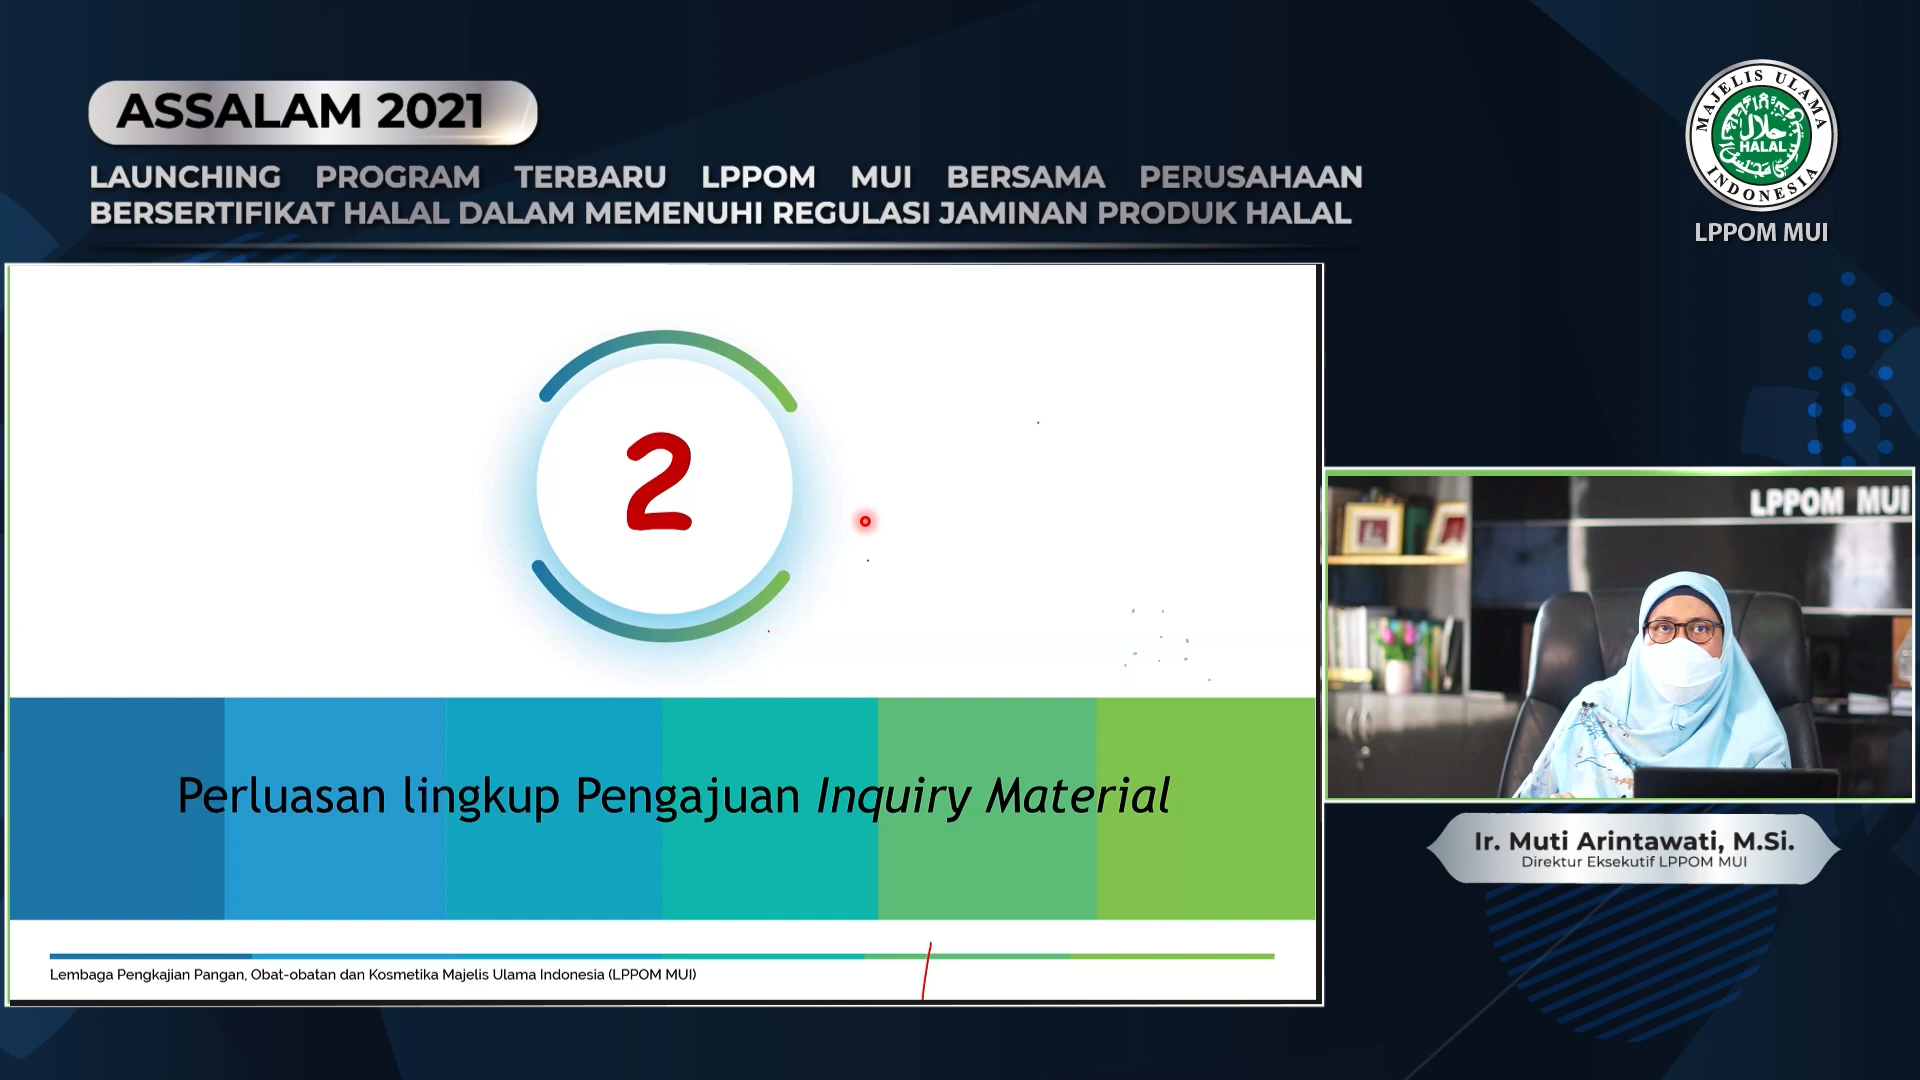 ASSALAM 2021
LAUNCHING PROGRAM TERBARU LPPOM MUI BERSAMA PERUSAHAAN
BERSERTIFIKAT HALAL DALAM MEMENUHI REGULASI JAMINAN PRODUK HALAL
MAJELIS ULAMA
حلال
HALAL
INDONESIA
LPPOM MUI
2
Perluasan lingkup Pengajuan Inquiry Material
Lembaga Pengkajian Pangan, Obat-obatan dan Kosmetika Majelis Ulama Indonesia (LPPOM MUI)
LPPOM MUI
Ir. Muti Arintawati, M.Si.
Direktur Eksekutif LPPOM MUI